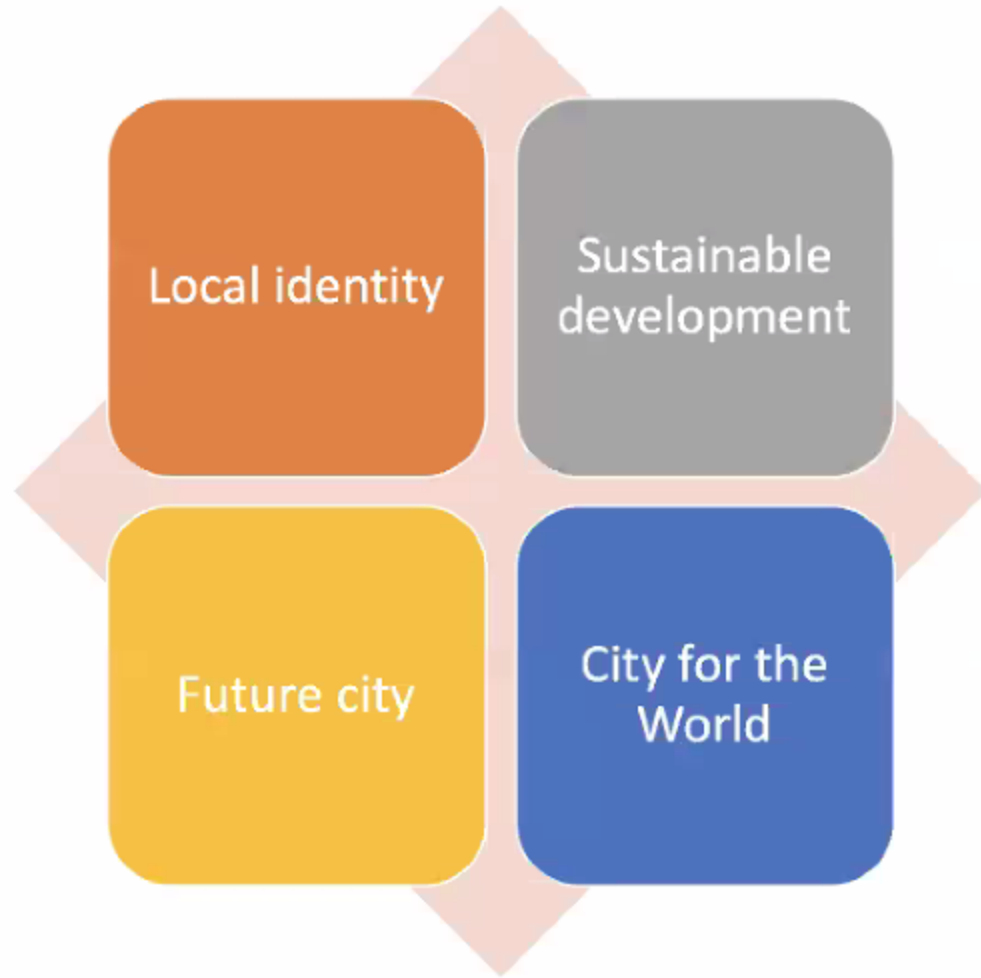 Local identity
Sustainable
development
Future city
City for the
World